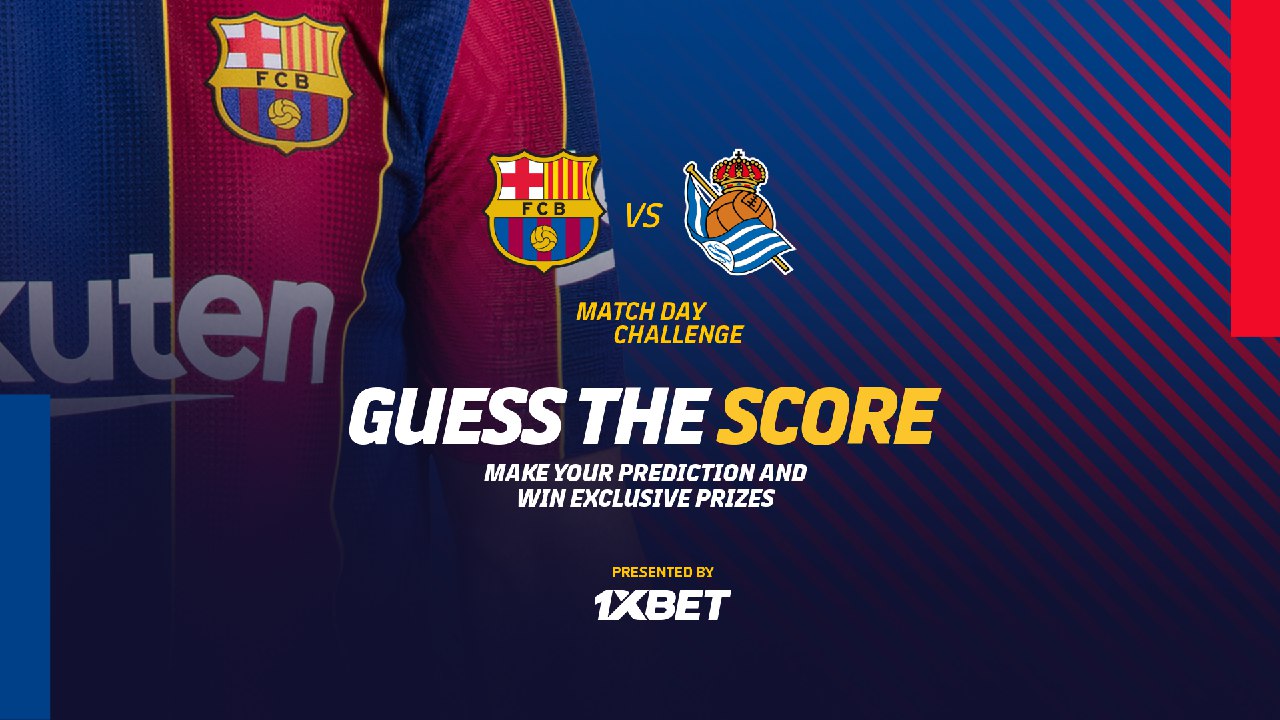 FCB
FCB
VS
kuten
MATCH DAY
CHALLENGE
GUESS THE SCORE
MAKE YOUR PREDICTION AND
WIN EXCLUSIVE PRIZES
PRESENTED BY
1XBET